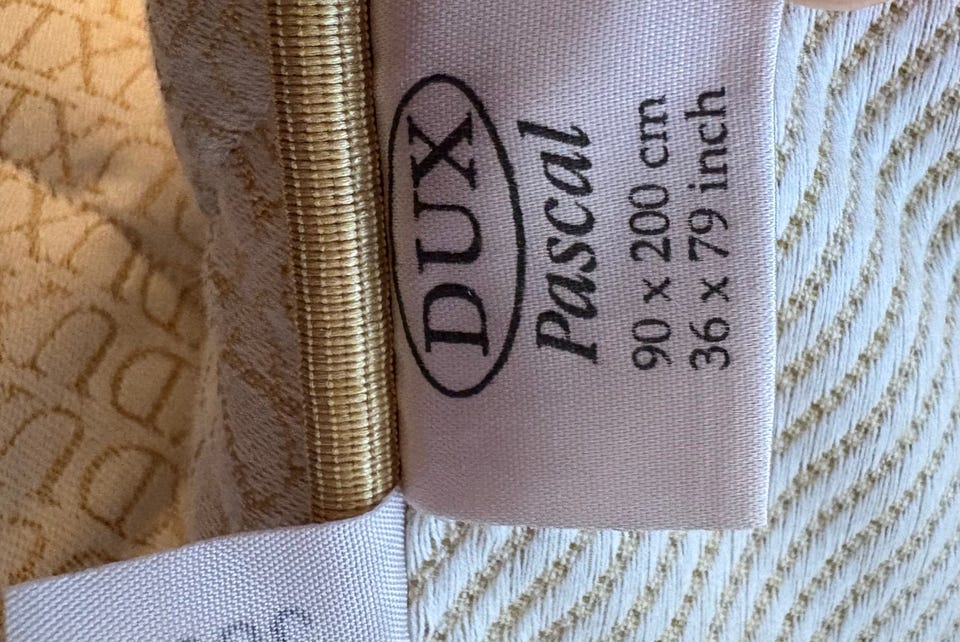 DUX
Pascal
90 x 200 cm
36 x 79 inch